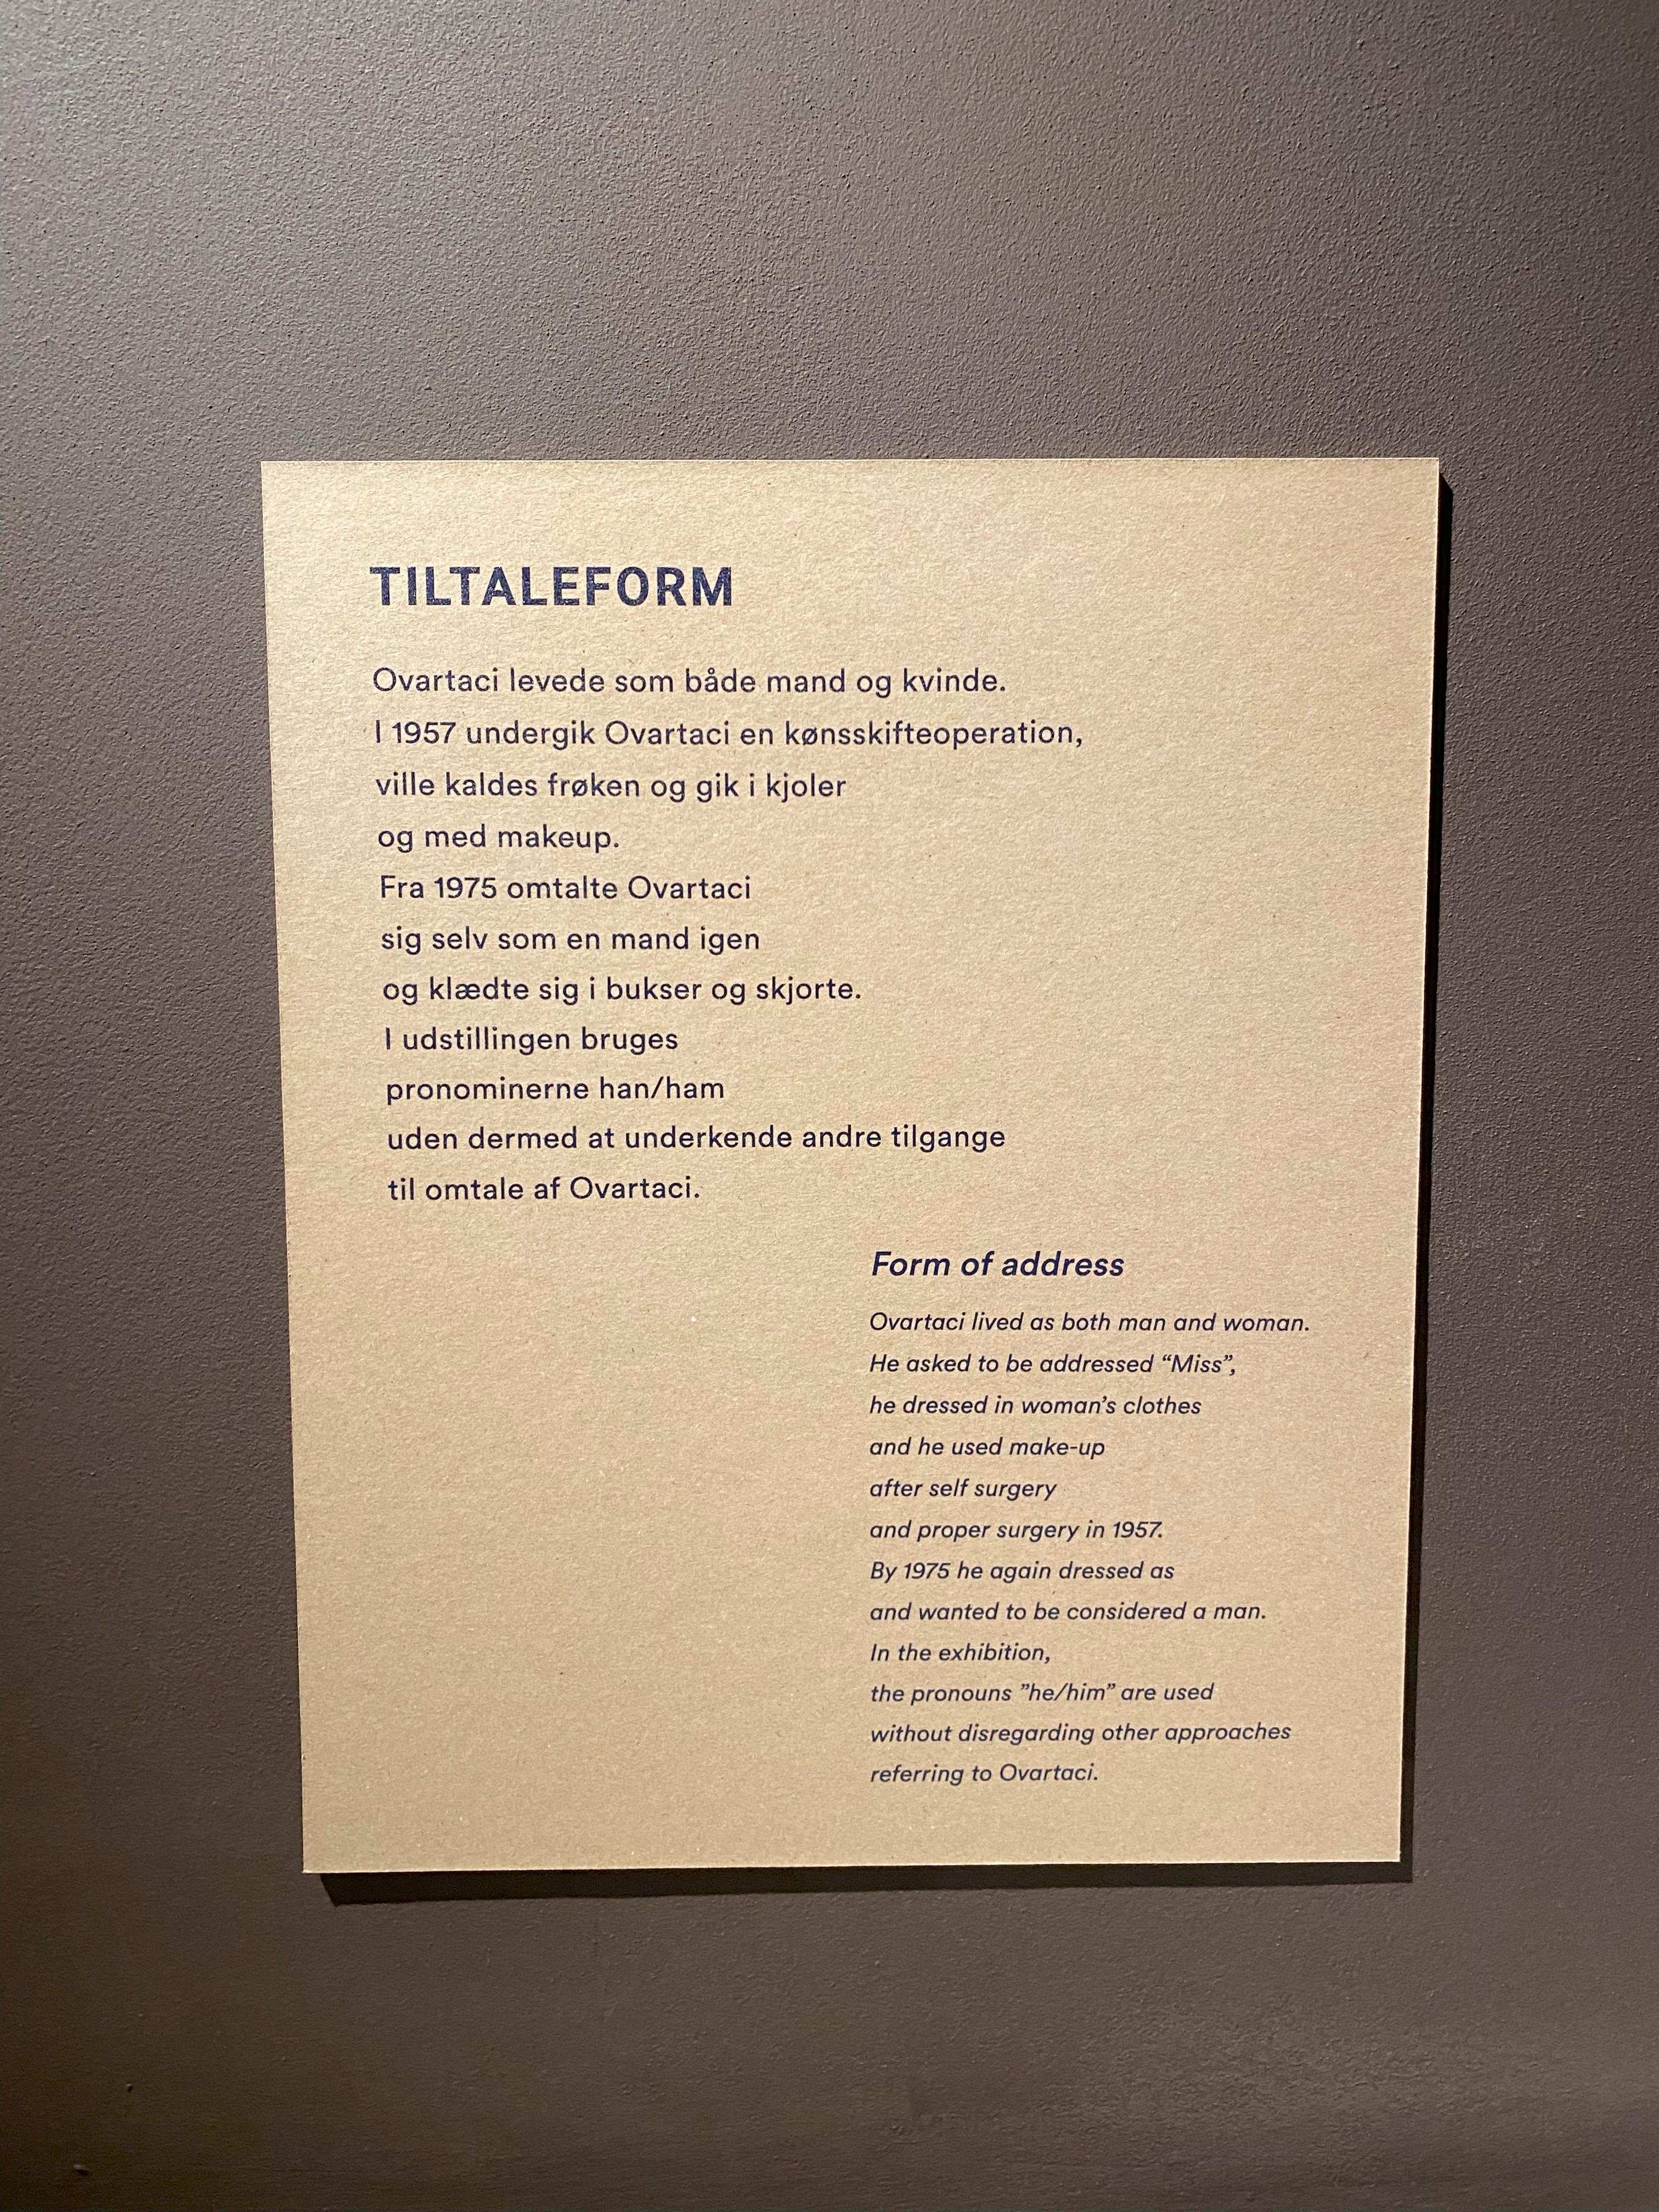 TILTALEFORM
Ovartaci levede som både mand og kvinde.
I 1957 undergik Ovartaci en kønsskifteoperation,
ville kaldes frøken og gik i kjoler
og med makeup.
Fra 1975 omtalte Ovartaci
sig selv som en mand igen
og klædte sig i bukser og skjorte.
I udstillingen bruges
pronominerne han/ham
uden dermed at underkende andre tilgange
til omtale af Ovartaci.
Form of address
Ovartaci lived as both man and woman.
He asked to be addressed “Miss”,
he dressed in woman’s clothes
and he used make-up
after self surgery
and proper surgery in 1957.
By 1975 he again dressed as
and wanted to be considered a man.
In the exhibition,
the pronouns ”he/him” are used
without disregarding other approaches
referring to Ovartaci.